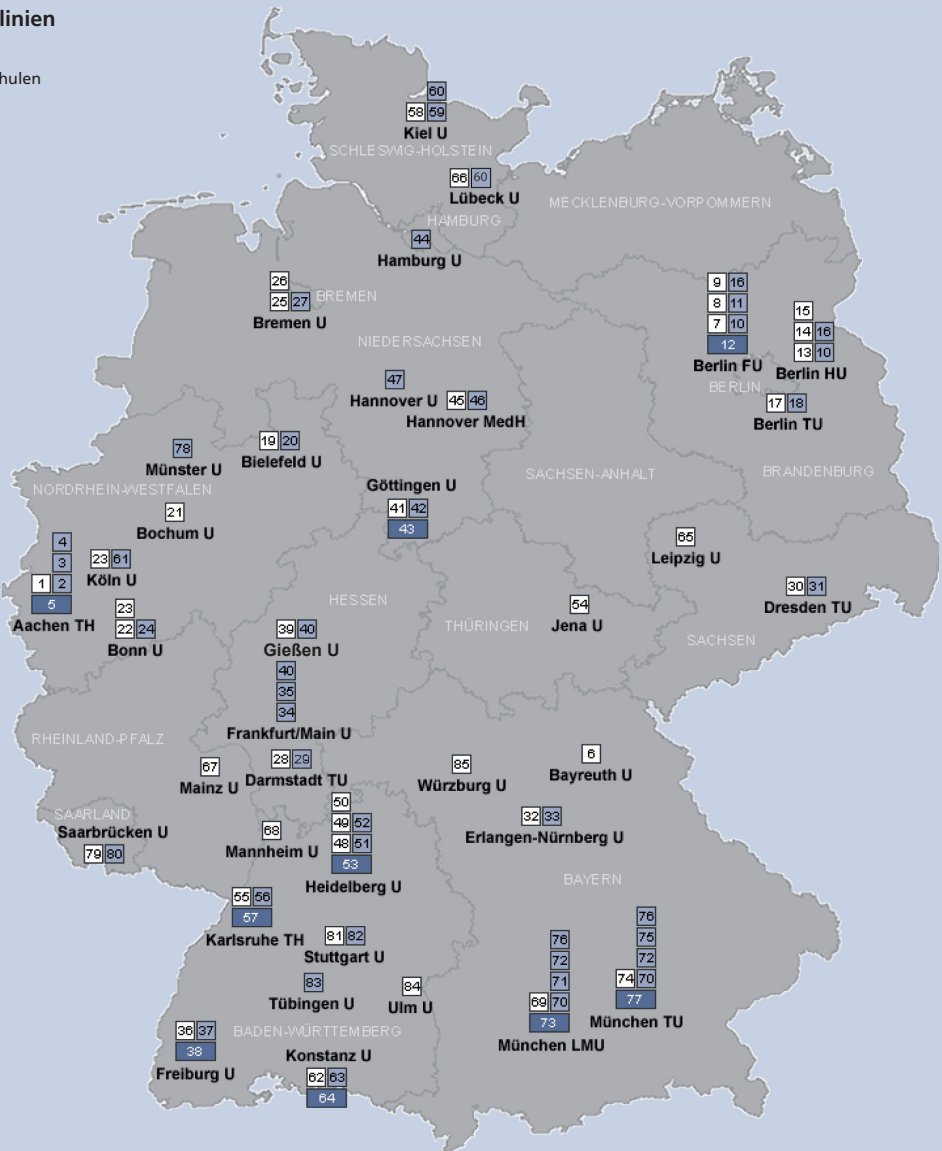 linien
hulen
60
58 59
Kiel U
SCHLESWIG-HOLSTEIN
66 60
Lübeck U
MECKLENBURG-VORPOMMERN
HAMBURG
44
Hamburg U
26
25 27
BREMEN
Bremen U
9 16
8 11
7 10
12
Berlin FU
15
14 16
13 10
Berlin HU
BERLIN
17 18
Berlin TU
NIEDERSACHSEN
47
Hannover U
45 46
Hannover MedH
78
Münster U
19 20
Bielefeld U
SACHSEN-ANHALT
BRANDENBURG
NORDRHEIN-WESTFALEN
Göttingen U
41 42
43
21
Bochum U
4
3
1 2
5
Aachen TH
23 61
Köln U
23
22 24
Bonn U
65
Leipzig U
30 31
Dresden TU
HESSEN
THÜRINGEN
54
Jena U
SACHSEN
39 40
Gießen U
40
35
34
Frankfurt/Main U
RHEINLAND-PFALZ
67
Mainz U
28 29
Darmstadt TU
85
Würzburg U
6
Bayreuth U
SAARLAND
Saarbrücken U
79 80
68
Mannheim U
50
49 52
48 51
53
Heidelberg U
32 33
Erlangen-Nürnberg U
BAYERN
55 56
57
Karlsruhe TH
81 82
Stuttgart U
83
Tübingen U
84
Ulm U
76
72
71
69 70
73
München LMU
76
75
72
74 70
77
München TU
36 37
38
Freiburg U
BADEN-WÜRTTEMBERG
Konstanz U
62 63
64